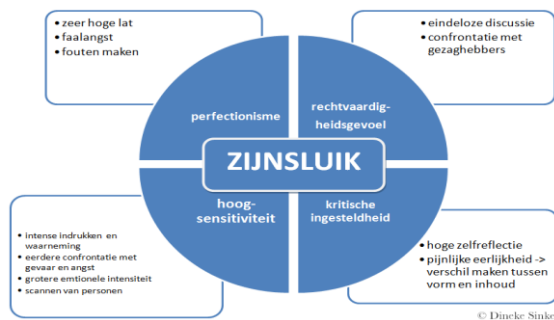 • zeer hoge lat
• faalangst
• fouten maken
• eindeloze discussie
• confrontatie met
gezaghebbers
perfectionisme
rechtvaardig-
heidsgevoel
ZIJNSLUIK
hoog-
sensitiviteit
kritische
ingesteldheid
• intense indrukken en
waarneming
• eerdere confrontatie met
gevaar en angst
• grotere emtionele intensiteit
• scannen van personen
• hoge zelfreflectie
• pijnlijke eerlijkheid ->
verschil maken tussen
vorm en inhoud
© Dineke Sinke